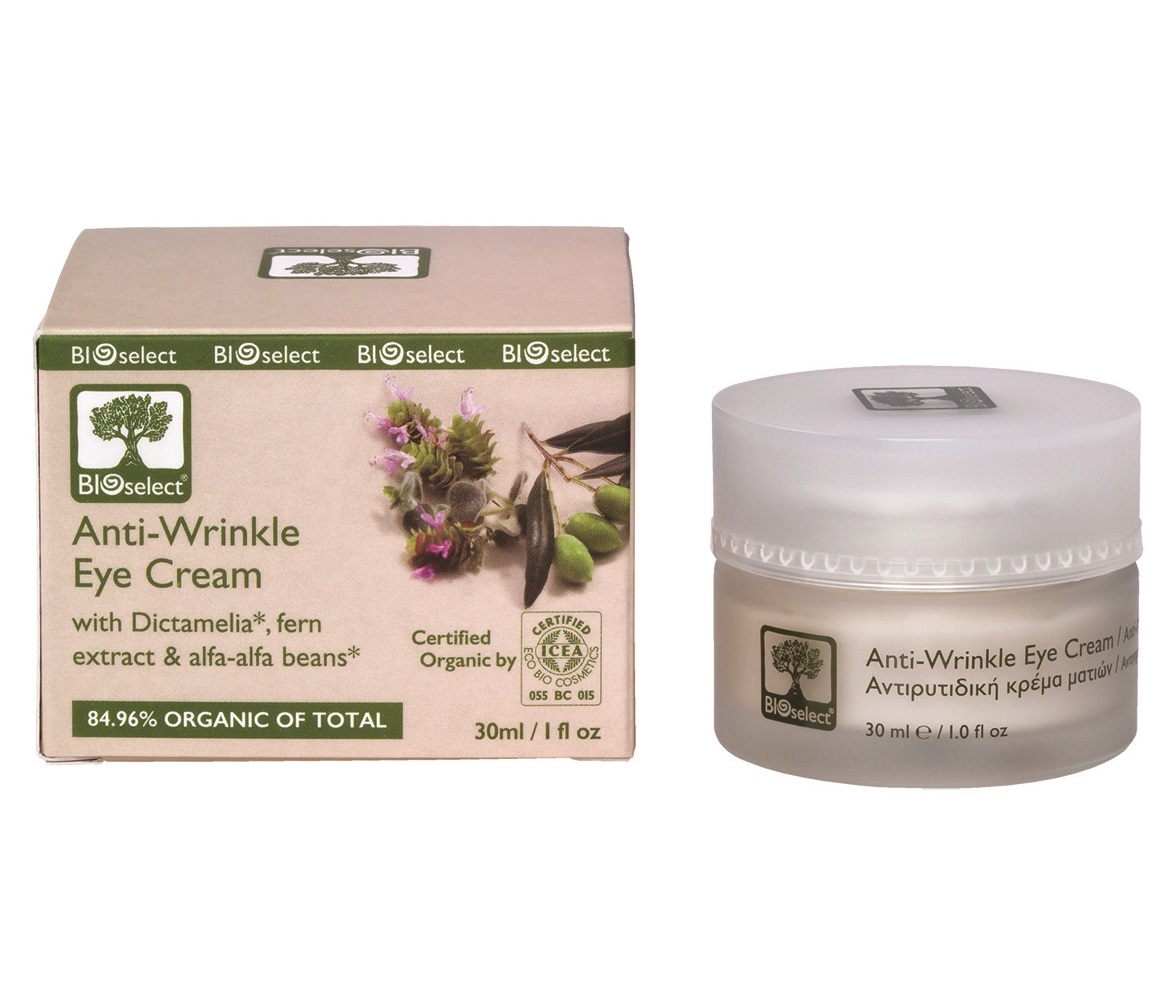 BIOselect
BIOselect BIOselect BIOselect BIOselect
BIOselect®
Anti-Wrinkle
Eye Cream
with Dictamelia*, fern
extract & alfa-alfa beans*
Certified
Organic by
CERTIFIED
ICEA
ECO BIO COSMETICS
055 BC 015
84.96% ORGANIC OF TOTAL
30ml / 1 fl oz
BIOselect®
Anti-Wrinkle Eye Cream /
Αντιρυτιδική κρέμα ματιών /
30 ml ℮ / 1.0 fl oz